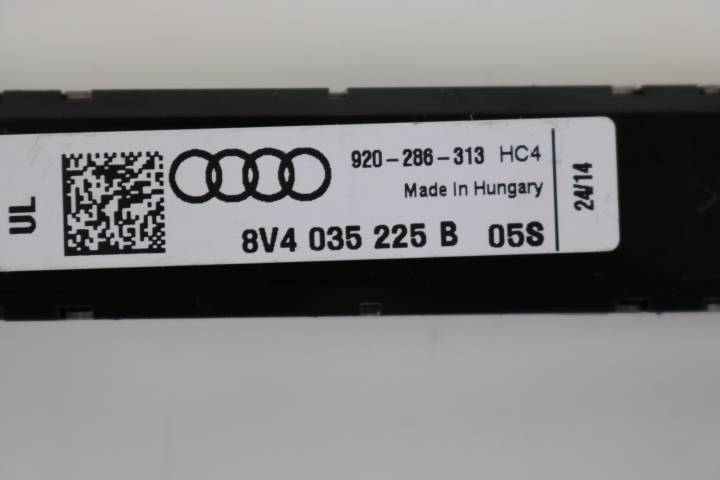 UL
920-286-313 HC4
Made in Hungary
8V4 035 225 B 05S
24/14